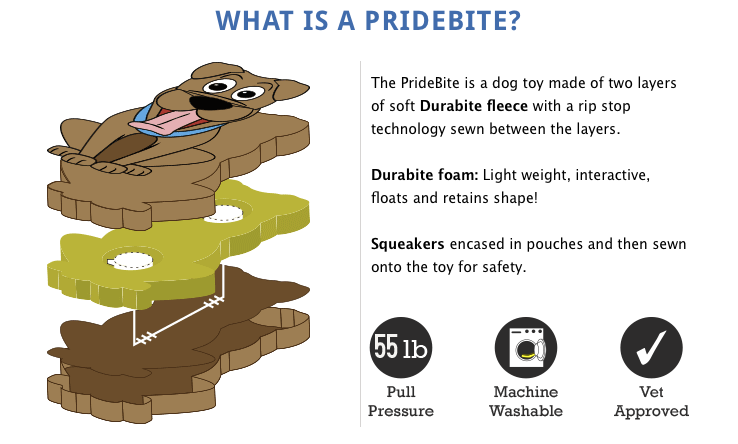 WHAT IS A PRIDEBITE?
The PrideBite is a dog toy made of two layers
of soft Durabite fleece with a rip stop
technology sewn between the layers.
Durabite foam: Light weight, interactive,
floats and retains shape!
Squeakers encased in pouches and then sewn
onto the toy for safety.
55 lb
Pull
Pressure
Machine
Washable
Vet
Approved